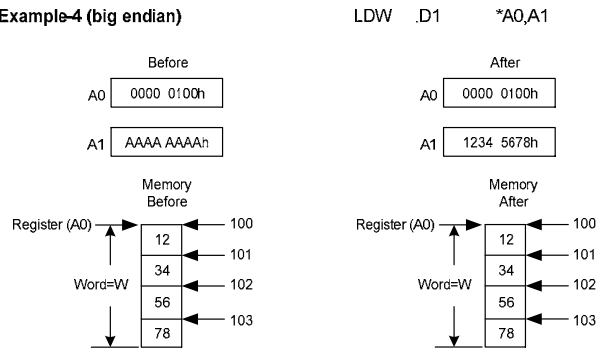 Example-4 (big endian) LDW .D1 *A0,A1
Before After
A0 0000 0100h A0 0000 0100h
A1 AAAA AAAAh A1 1234 5678h
Memory Before Memory After
Register (A0) 100 Register (A0) 100
12 12
101 101
34 34
Word=W 102 Word=W 102
56 56
103 103
78 78